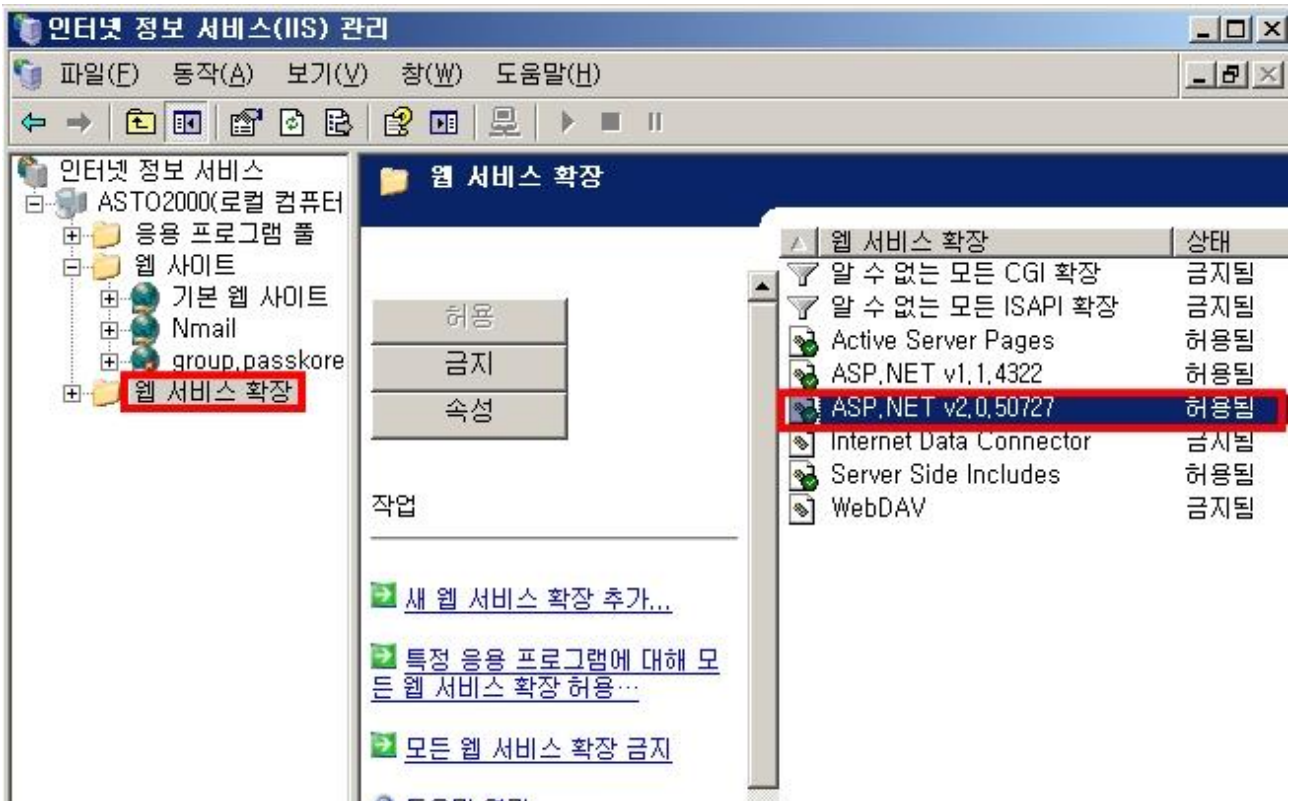 인터넷 정보 서비스(IIS) 관리
파일(F) 동작(A) 보기(V) 창(W) 도움말(H)
인터넷 정보 서비스
ASTO2000(로컬 컴퓨터
응용 프로그램 풀
웹 사이트
기본 웹 사이트
Nmail
group,passkore
웹 서비스 확장
웹 서비스 확장
허용
금지
속성
작업
새 웹 서비스 확장 추가...
특정 응용 프로그램에 대해 모
든 웹 서비스 확장 허용...
모든 웹 서비스 확장 금지
웹 서비스 확장 상태
알 수 없는 모든 CGI 확장 금지됨
알 수 없는 모든 ISAPI 확장 금지됨
Active Server Pages 허용됨
ASP,NET v1,1,4322 허용됨
ASP,NET v2,0,50727 허용됨
Internet Data Connector 금지됨
Server Side Includes 허용됨
WebDAV 금지됨